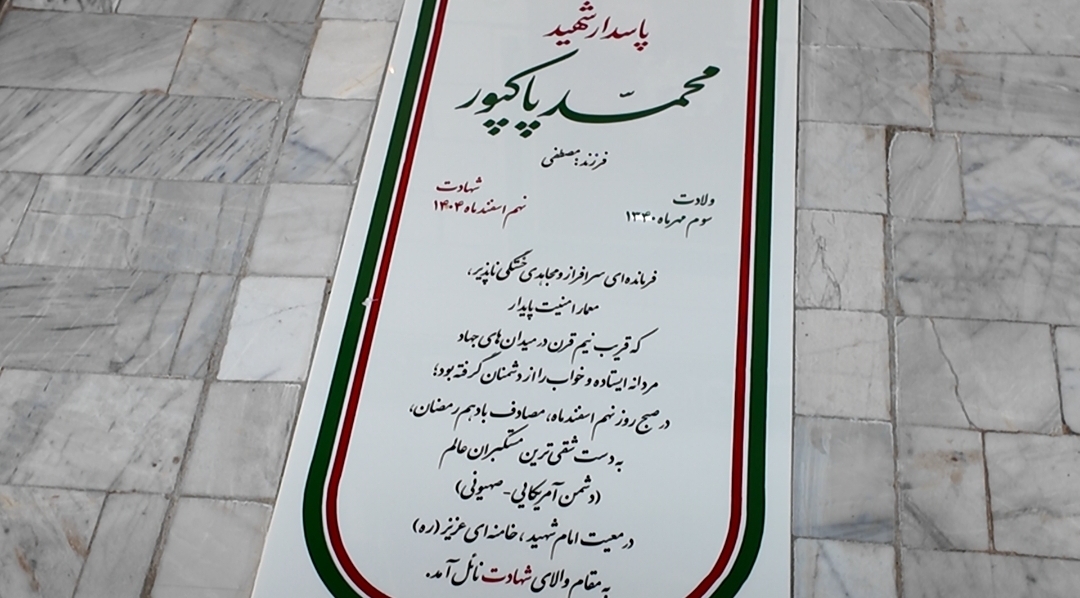 پاسدار شهید
محمّد پاکپور
فرزند: مصطفی
ولادت
سوم مهرماه ۱۳۴۰
شهادت
نهم اسفندماه ۱۴۰۴
فرمانده‌ای سرافراز و مجاهدی خستگی ناپذیر،
معمار امنیت پایدار
که قریب نیم قرن در میدان‌های جهاد
مردانه ایستاده و خواب را از دشمنان گرفته بود؛
در صبح روز نهم اسفندماه، مصادف با دهم رمضان،
به دست شقی ترین مستکبران عالم
(دشمن آمریکایی-صهیونی)
در معیت امام شهید، خامنه‌ای عزیز (ره)
به مقام والای شهادت نائل آمد.